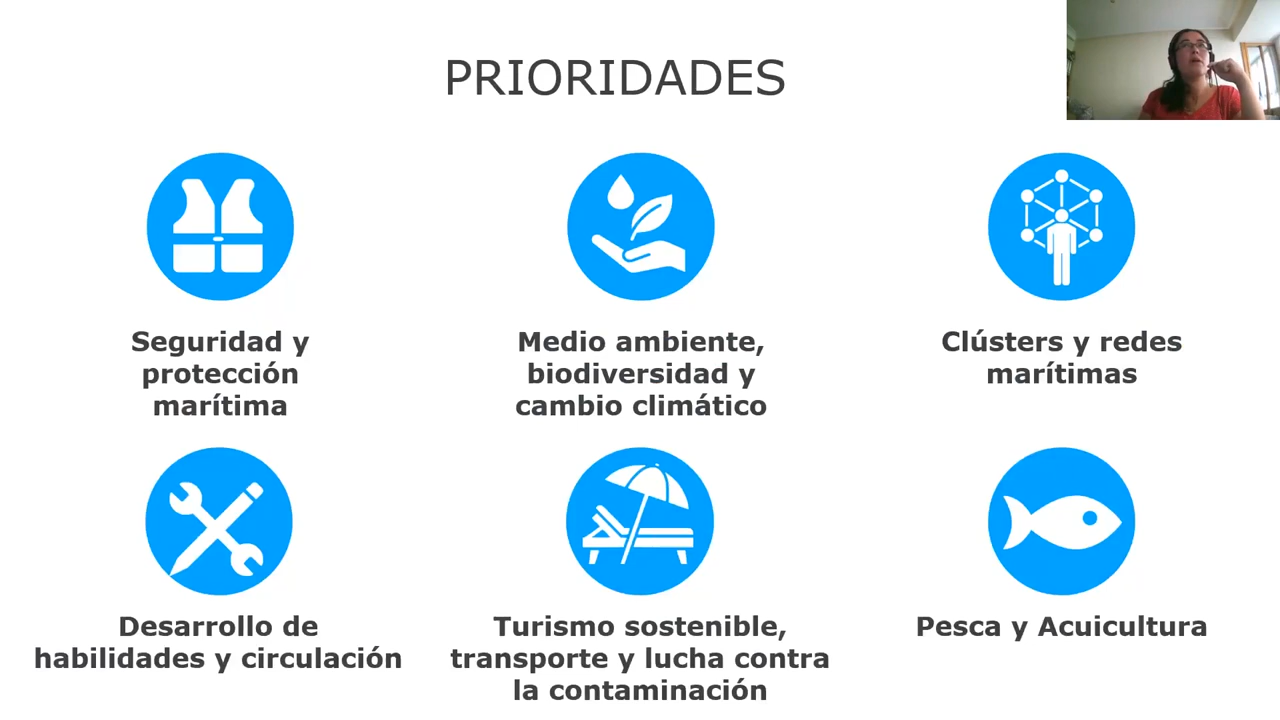 PRIORIDADES
Seguridad y
protección
marítima
Medio ambiente,
biodiversidad y
cambio climático
Clústers y redes
marítimas
Desarrollo de
habilidades y circulación
Turismo sostenible,
transporte y lucha contra
la contaminación
Pesca y Acuicultura